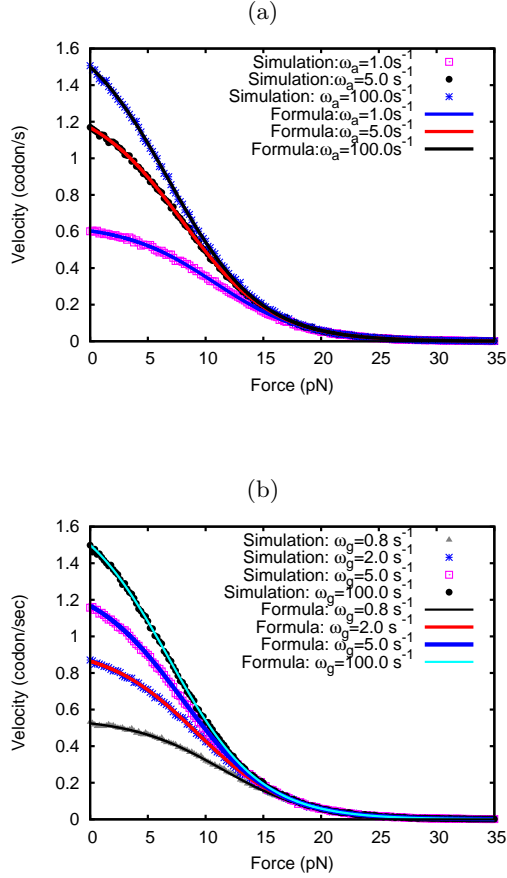 (a)
1.6
1.4
1.2
1
0.8
0.6
0.4
0.2
0
Velocity (codon/s)
Simulation:ωa=1.0s-1
Simulation:ωa=5.0 s-1
Simulation: ωa=100.0s-1
Formula:ωa=1.0s-1
Formula:ωa=5.0s-1
Formula:ωa=100.0s-1
0 5 10 15 20 25 30 35
Force (pN)
(b)
1.6
1.4
1.2
1
0.8
0.6
0.4
0.2
0
Velocity (codon/sec)
Simulation: ωg=0.8 s-1
Simulation: ωg=2.0 s-1
Simulation: ωg=5.0 s-1
Simulation: ωg=100.0 s-1
Formula: ωg=0.8 s-1
Formula: ωg=2.0 s-1
Formula: ωg=5.0 s-1
Formula: ωg=100.0 s-1
0 5 10 15 20 25 30 35
Force (pN)